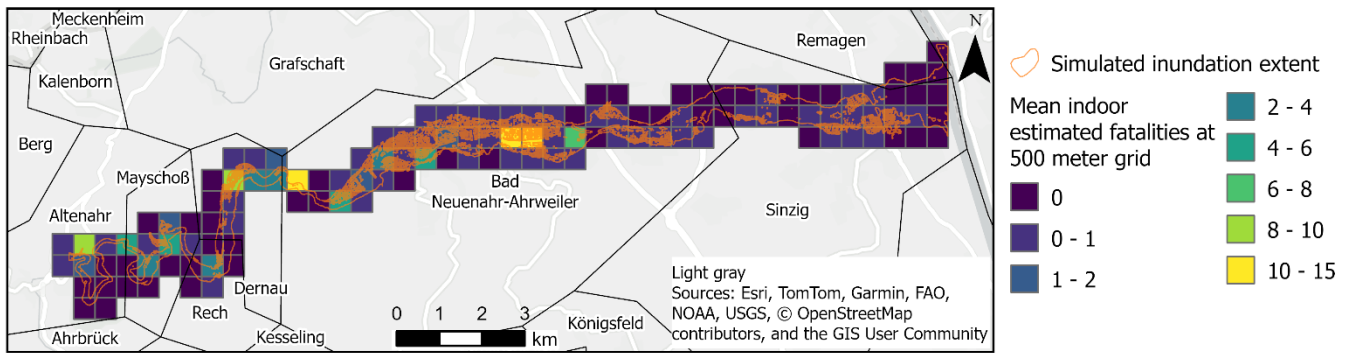 Meckenheim
Rheinbach
Kalenborn
Grafschaft
Remagen
N
Berg
Mayschoß
Altenahr
Bad
Neuenahr-Ahrweiler
Sinzig
Dernau
Rech
Ahrbrück
Kesseling
Königsfeld
0 1 2 3
km
Light gray
Sources: Esri, TomTom, Garmin, FAO,
NOAA, USGS, © OpenStreetMap
contributors, and the GIS User Community
Simulated inundation extent
Mean indoor
estimated fatalities at
500 meter grid
0
0 - 1
1 - 2
2 - 4
4 - 6
6 - 8
8 - 10
10 - 15